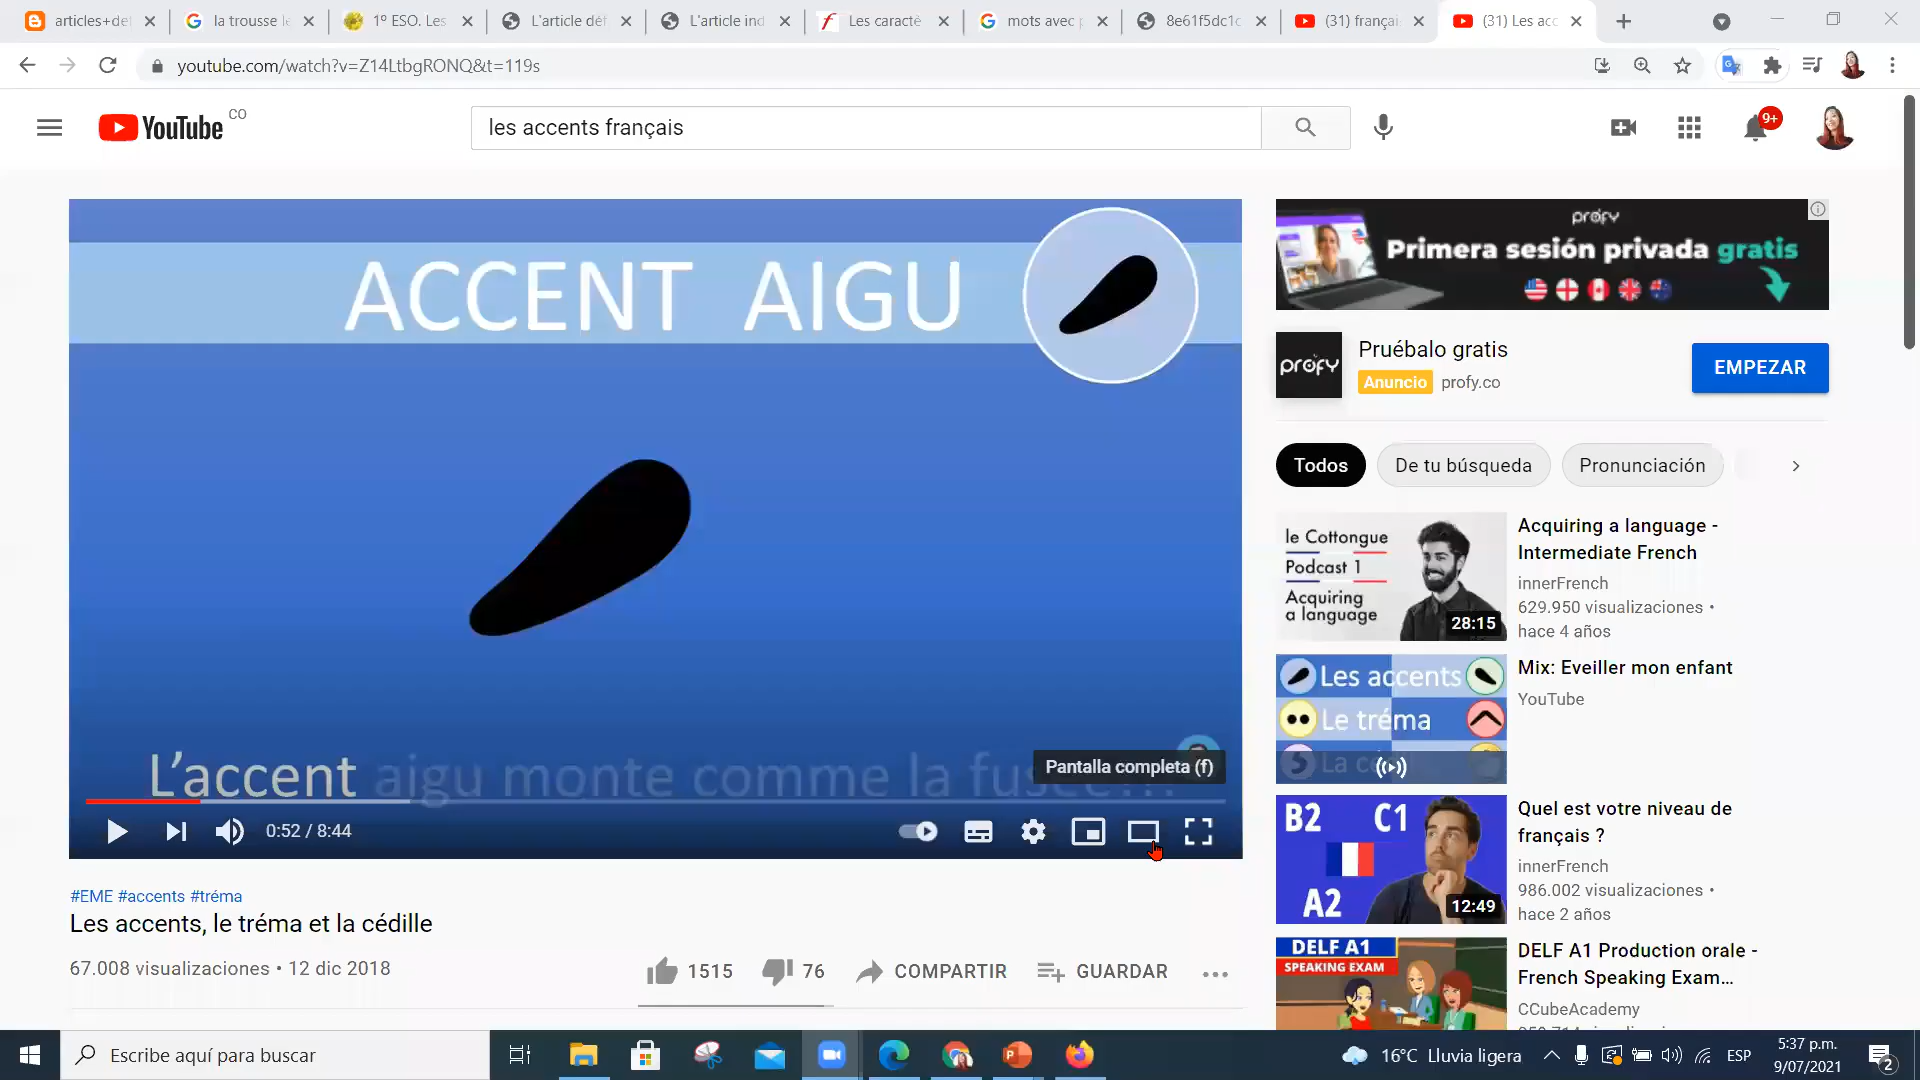 articles+def
la trousse le
1º ESO. Les
L'article déf
L'article ind
Les caractè
mots avec p
8e61f5dc1c
(31) françai
(31) Les acc
youtube.com/watch?v=Z14LtbgRONQ&t=119s
YouTube CO
les accents français
9+
ACCENT AIGU
L'accent aigu monte comme la fusée...
Pantalla completa (f)
0:52 / 8:44
#EME #accents #tréma
Les accents, le tréma et la cédille
67.008 visualizaciones • 12 dic 2018
1515
76
COMPARTIR
GUARDAR
profy
Primera sesión privada gratis
profy
Pruébalo gratis
Anuncio profy.co
EMPEZAR
Todos
De tu búsqueda
Pronunciación
le Cottongue
Podcast 1
Acquiring
a language
28:15
Acquiring a language -
Intermediate French
innerFrench
629.950 visualizaciones •
hace 4 años
Les accents
Le tréma
Mix: Eveiller mon enfant
YouTube
B2 C1
A2
12:49
Quel est votre niveau de
français ?
innerFrench
986.002 visualizaciones •
hace 2 años
DELF A1
SPEAKING EXAM
DELF A1 Production orale -
French Speaking Exam...
CCubeAcademy
Escribe aquí para buscar
16°C Lluvia ligera
ESP
5:37 p.m.
9/07/2021
2